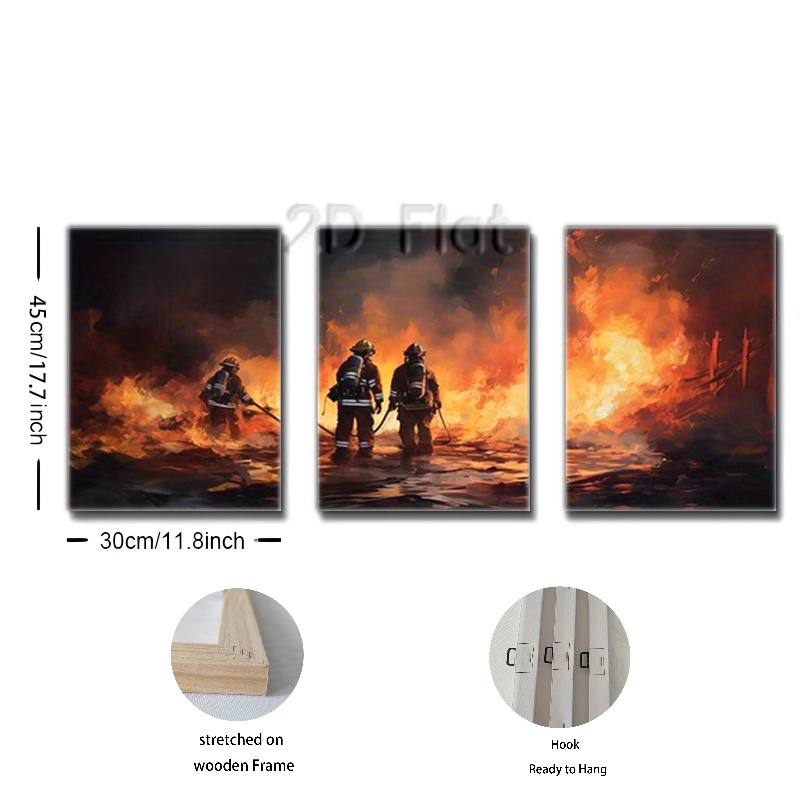 2D Flat
45cm/17.7inch
30cm/11.8inch
stretched on
wooden Frame
Hook
Ready to Hang